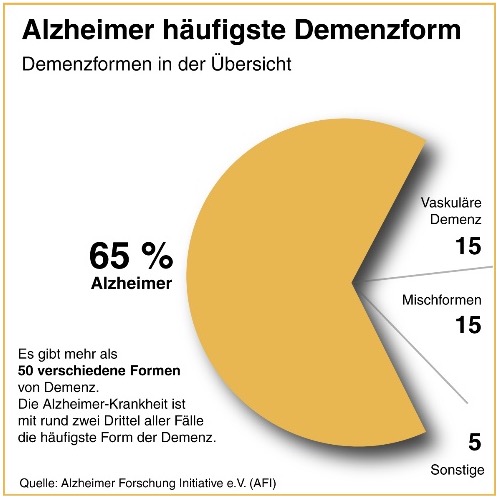 Alzheimer häufigste Demenzform
Demenzformen in der Übersicht
65 %
Alzheimer
Vaskuläre
Demenz
15
Mischformen
15
5
Sonstige
Es gibt mehr als
50 verschiedene Formen
von Demenz.
Die Alzheimer-Krankheit ist
mit rund zwei Drittel aller Fälle
die häufigste Form der Demenz.
Quelle: Alzheimer Forschung Initiative e.V. (AFI)